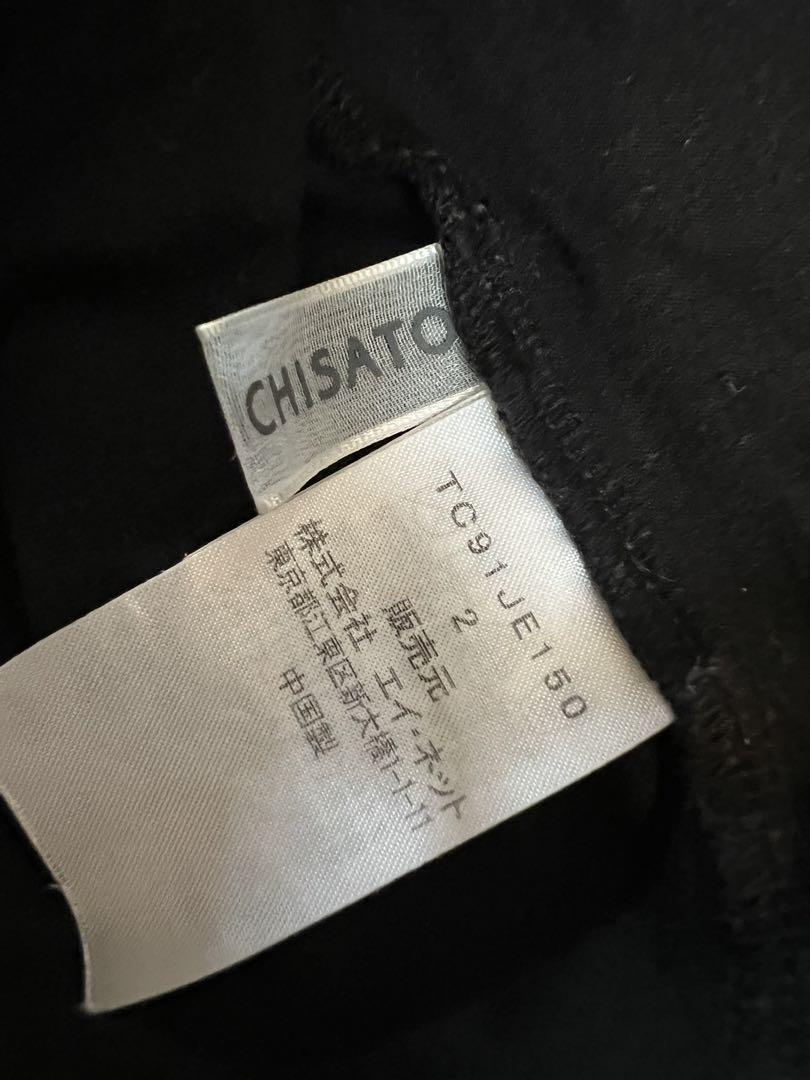 CHISATO
TC91JE150
2
販売元
株式会社 エイ・ネット
東京都江東区新大橋1-1-11
中国製